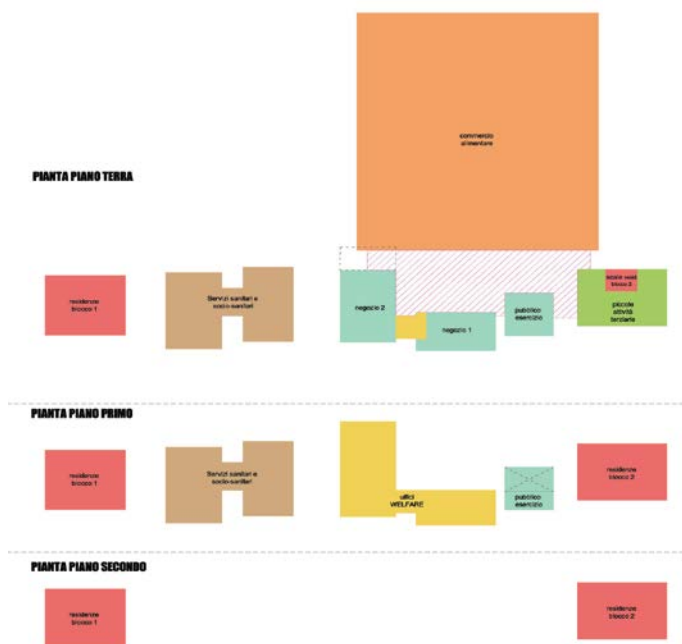 commercio
alimentare
PIANTA PIANO TERRA
residenze
blocco 1
Servizi sanitari e
socio-sanitari
negozio 2
negozio 1
pubblico
esercizio
blocco 2
piccole
attività
terziarie
PIANTA PIANO PRIMO
residenze
blocco 1
Servizi sanitari e
socio-sanitari
uffici
WELFARE
pubblico
esercizio
residenze
blocco 2
PIANTA PIANO SECONDO
residenze
blocco 1
residenze
blocco 2